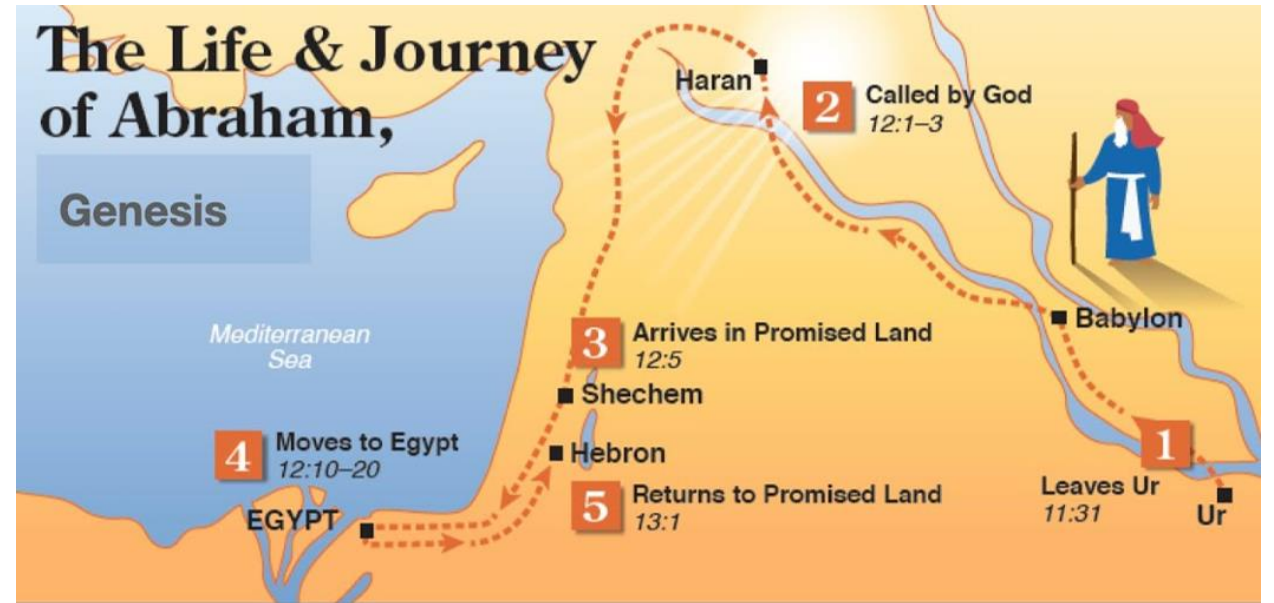 The Life & Journey
of Abraham,
Genesis
Haran
2
Called by God
12:1–3
Mediterranean
Sea
Babylon
3
Arrives in Promised Land
12:5
Shechem
4
Moves to Egypt
12:10–20
Hebron
1
5
Returns to Promised Land
13:1
Leaves Ur
11:31
Ur
EGYPT